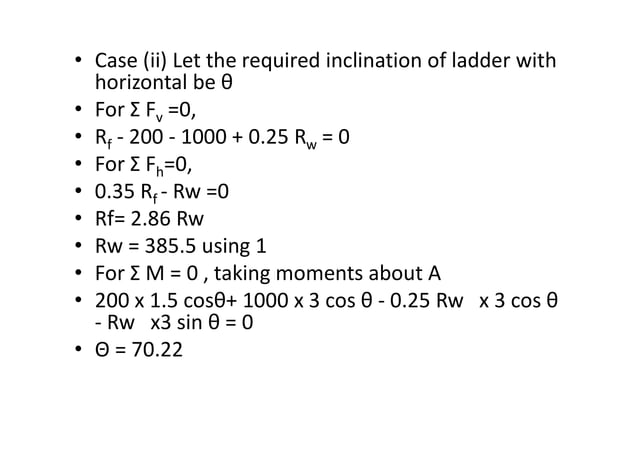 • Case (ii) Let the required inclination of ladder with
horizontal be θ
• For Σ Fv =0,
• Rf - 200 - 1000 + 0.25 Rw = 0
• For Σ Fh=0,
• 0.35 Rf - Rw =0
• Rf= 2.86 Rw
• Rw = 385.5 using 1
• For Σ M = 0 , taking moments about A
• 200 x 1.5 cosθ+ 1000 x 3 cos θ - 0.25 Rw x 3 cos θ
- Rw x3 sin θ = 0
• Θ = 70.22